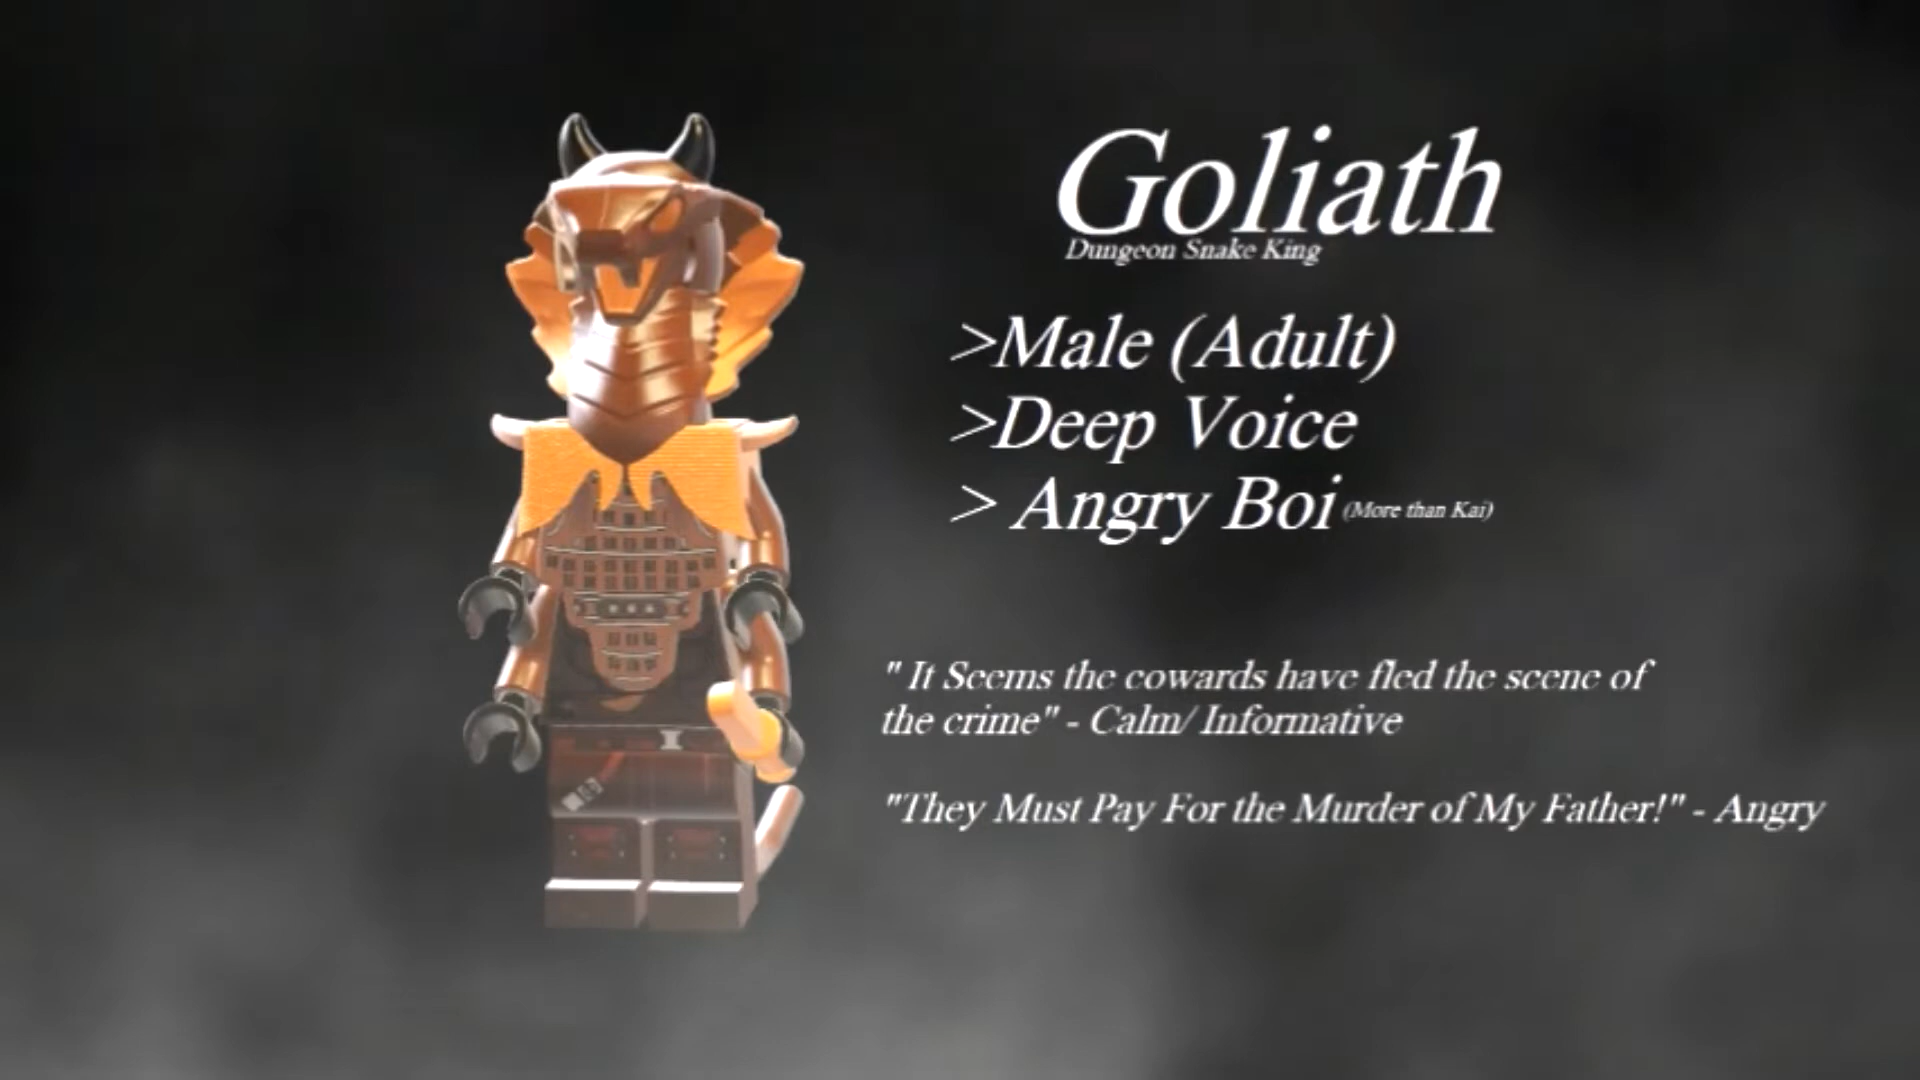 Goliath
Dungeon Snake King
>Male (Adult)
>Deep Voice
> Angry Boi (More than Kai)
" It Seems the cowards have fled the scene of
the crime" - Calm/ Informative
"They Must Pay For the Murder of My Father!" - Angry